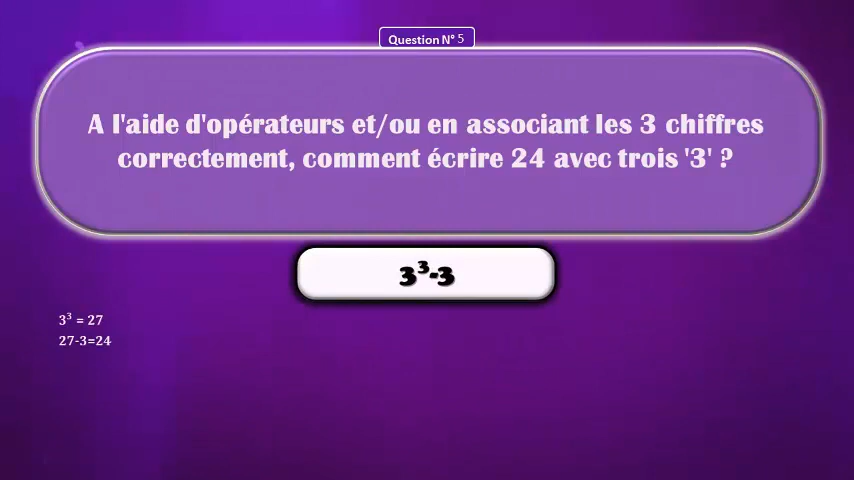 Question N° 5
A l'aide d'opérateurs et/ou en associant les 3 chiffres
correctement, comment écrire 24 avec trois '3' ?
3³-3
3³ = 27
27-3=24